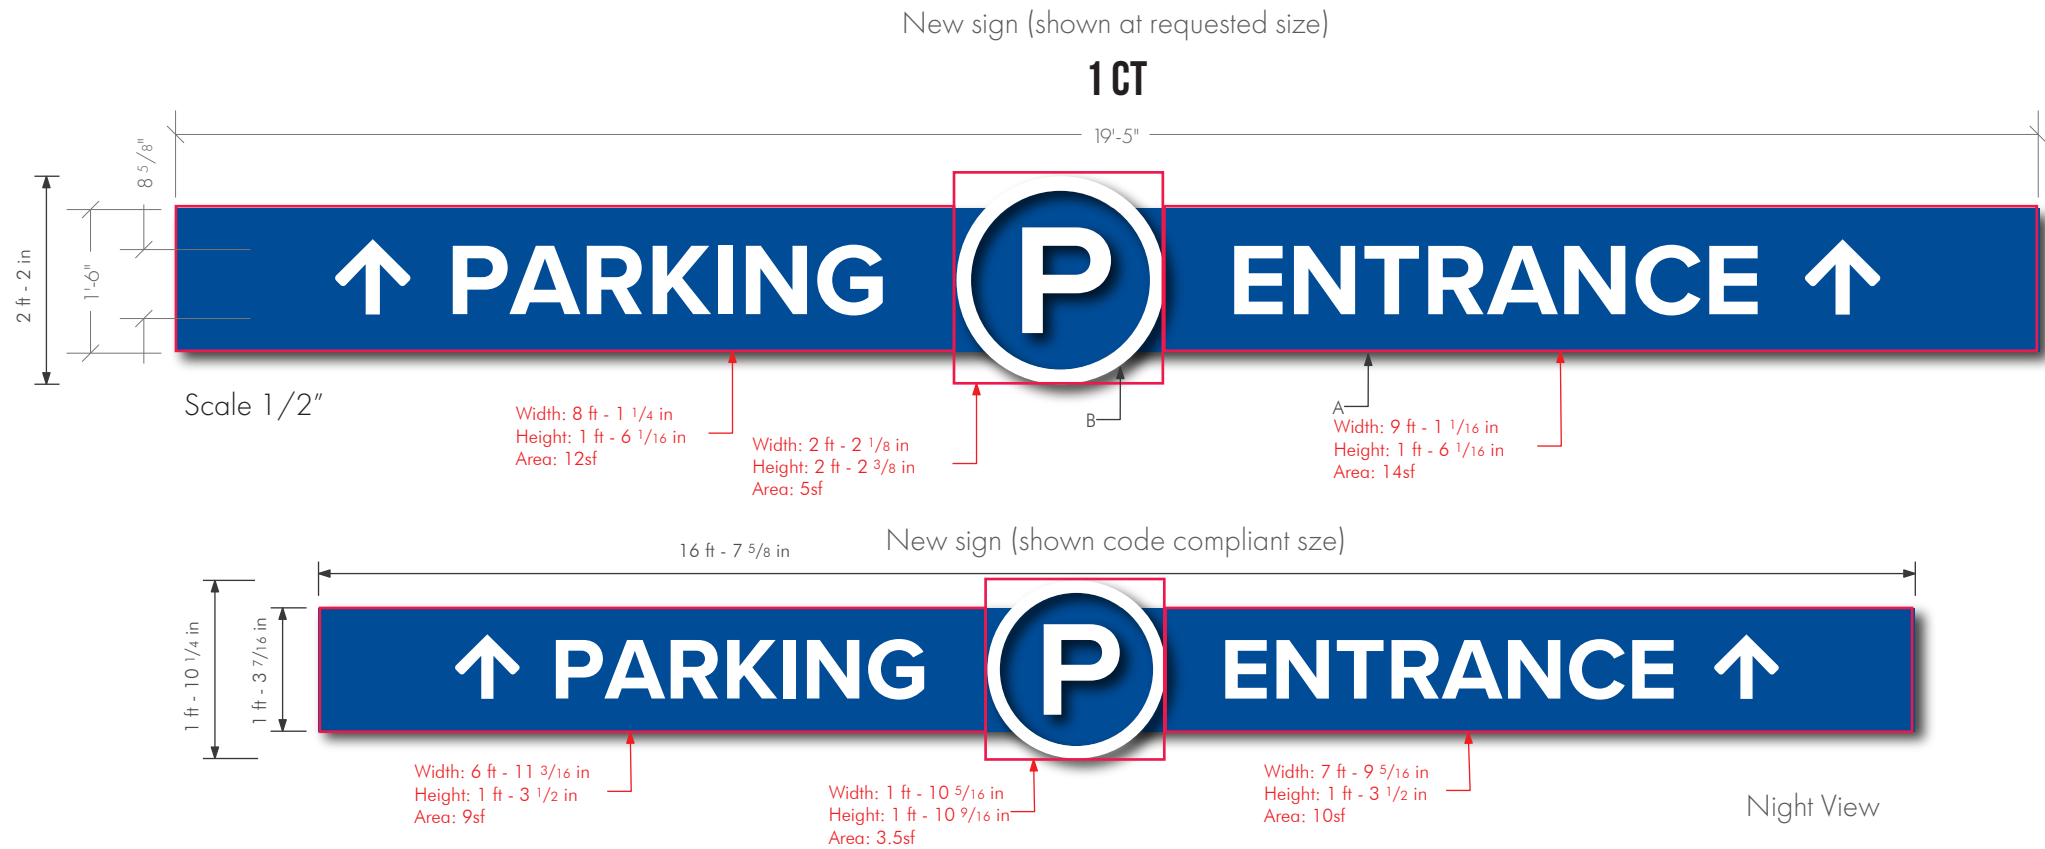 New sign (shown at requested size)
1 CT
19'-5"
8 5/8"
2 ft - 2 in
1'-6"
PARKING
P
ENTRANCE
Scale 1/2”
Width: 8 ft - 1 1/4 in
Height: 1 ft - 6 1/16 in
Area: 12sf
Width: 2 ft - 2 1/8 in
Height: 2 ft - 2 3/8 in
Area: 5sf
B
A
Width: 9 ft - 1 1/16 in
Height: 1 ft - 6 1/16 in
Area: 14sf
New sign (shown code compliant sze)
16 ft - 7 5/8 in
1 ft - 10 1/4 in
1 ft - 3 7/16 in
PARKING
P
ENTRANCE
Width: 6 ft - 11 3/16 in
Height: 1 ft - 3 1/2 in
Area: 9sf
Width: 1 ft - 10 5/16 in
Height: 1 ft - 10 9/16 in
Area: 3.5sf
Width: 7 ft - 9 5/16 in
Height: 1 ft - 3 1/2 in
Area: 10sf
Night View